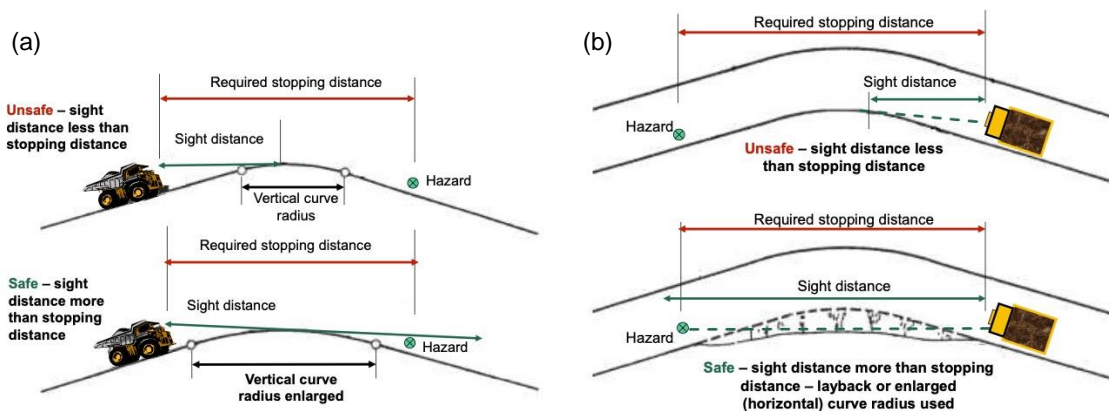 (a)
Required stopping distance
Unsafe – sight
distance less than
stopping distance
Sight distance
Hazard
Vertical curve
radius
Required stopping distance
Safe – sight
distance more
than stopping
distance
Sight distance
Hazard
Vertical curve
radius enlarged
(b)
Required stopping distance
Sight distance
Hazard
Unsafe – sight distance less
than stopping distance
Required stopping distance
Sight distance
Hazard
Safe – sight distance more than stopping
distance – layback or enlarged
(horizontal) curve radius used